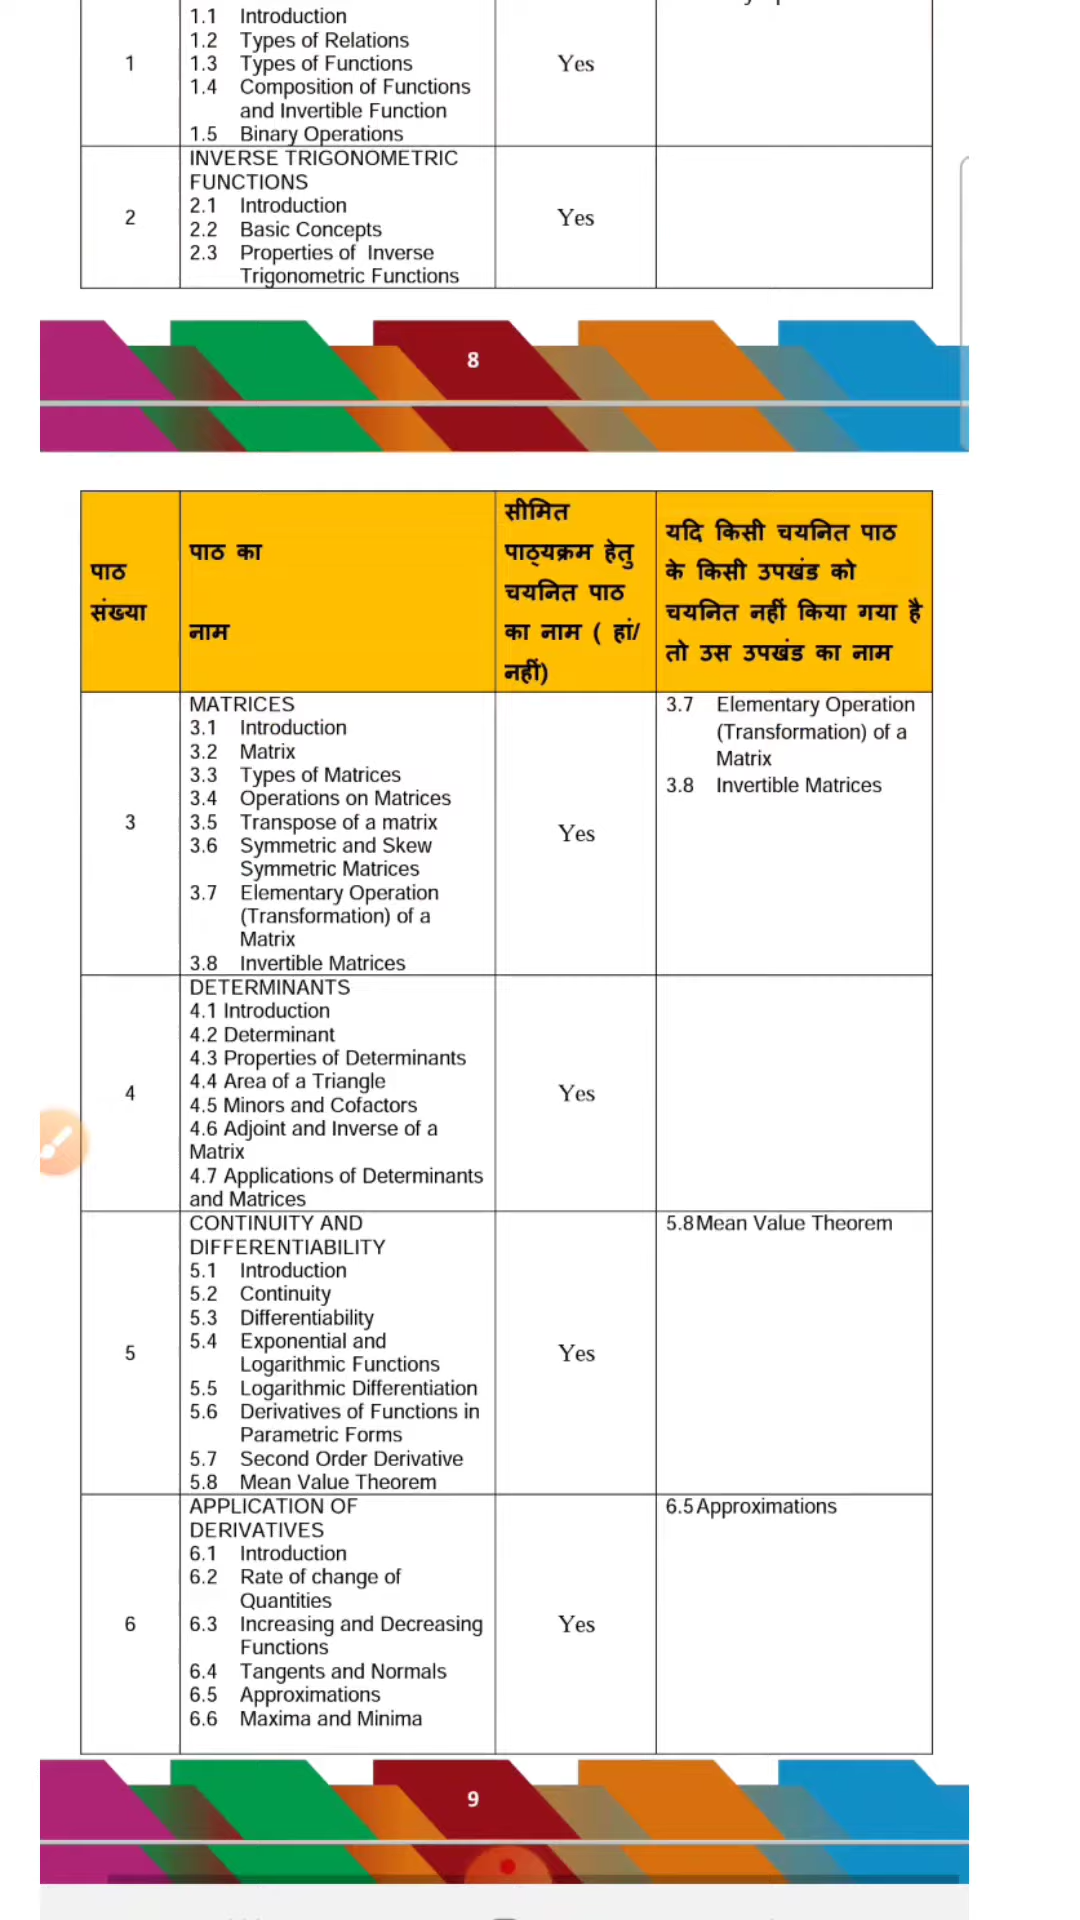 1.1 Introduction
1.2 Types of Relations
1 1.3 Types of Functions Yes
1.4 Composition of Functions
and Invertible Function
1.5 Binary Operations
INVERSE TRIGONOMETRIC
FUNCTIONS
2.1 Introduction
2 2.2 Basic Concepts Yes
2.3 Properties of Inverse
Trigonometric Functions
8
पाठ
संख्या
पाठ का
नाम
सीमित
पाठ्यक्रम हेतु
चयनित पाठ
का नाम ( हां/
नहीं)
यदि किसी चयनित पाठ
के किसी उपखंड को
चयनित नहीं किया गया है
तो उस उपखंड का नाम
3
MATRICES
3.1 Introduction
3.2 Matrix
3.3 Types of Matrices
3.4 Operations on Matrices
3.5 Transpose of a matrix
3.6 Symmetric and Skew
Symmetric Matrices
3.7 Elementary Operation
(Transformation) of a
Matrix
3.8 Invertible Matrices
Yes
3.7 Elementary Operation
(Transformation) of a
Matrix
3.8 Invertible Matrices
4
DETERMINANTS
4.1 Introduction
4.2 Determinant
4.3 Properties of Determinants
4.4 Area of a Triangle
4.5 Minors and Cofactors
4.6 Adjoint and Inverse of a
Matrix
4.7 Applications of Determinants
and Matrices
Yes
5
CONTINUITY AND
DIFFERENTIABILITY
5.1 Introduction
5.2 Continuity
5.3 Differentiability
5.4 Exponential and
Logarithmic Functions
5.5 Logarithmic Differentiation
5.6 Derivatives of Functions in
Parametric Forms
5.7 Second Order Derivative
5.8 Mean Value Theorem
Yes
5.8 Mean Value Theorem
6
APPLICATION OF
DERIVATIVES
6.1 Introduction
6.2 Rate of change of
Quantities
6.3 Increasing and Decreasing
Functions
6.4 Tangents and Normals
6.5 Approximations
6.6 Maxima and Minima
Yes
6.5 Approximations
9